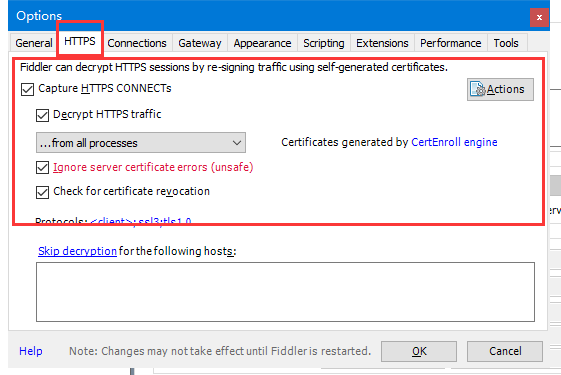 Options
x
General HTTPS Connections Gateway Appearance Scripting Extensions Performance Tools
Fiddler can decrypt HTTPS sessions by re-signing traffic using self-generated certificates.
Capture HTTPS CONNECTs
Actions
Decrypt HTTPS traffic
...from all processes
Certificates generated by CertEnroll engine
Ignore server certificate errors (unsafe)
Check for certificate revocation
Protocols: <client>;ssl3;tls1.0
Skip decryption for the following hosts:
Help
Note: Changes may not take effect until Fiddler is restarted.
OK
Cancel